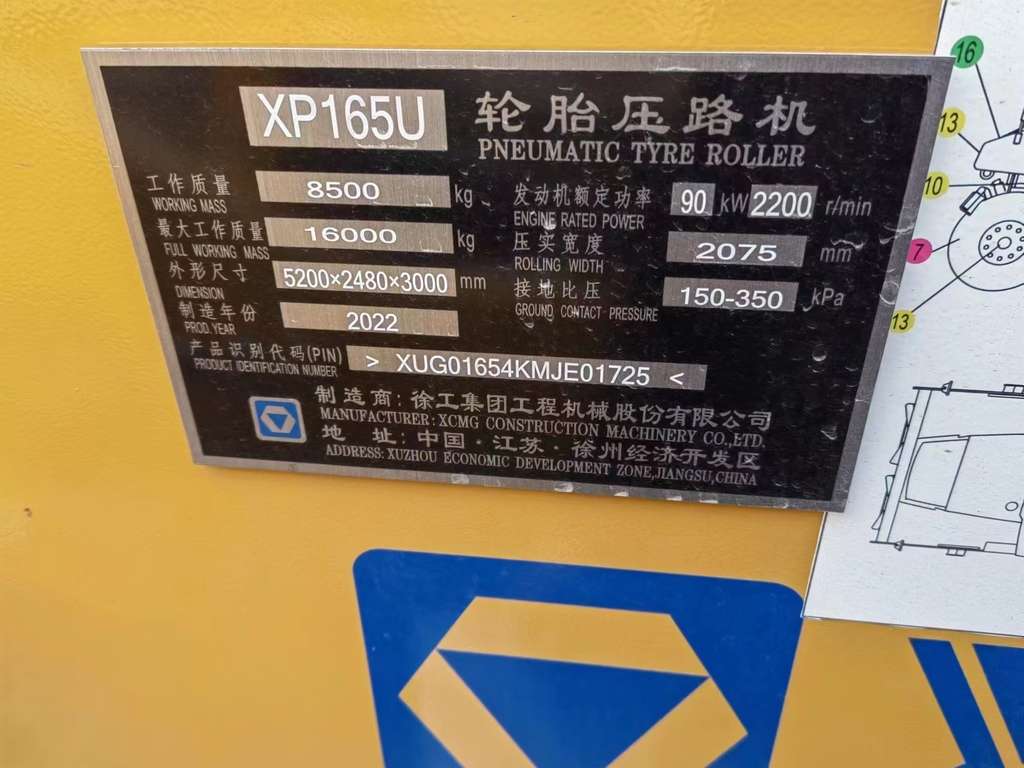 XP165U 轮胎压路机
PNEUMATIC TYRE ROLLER
工作质量 8500 kg
WORKING MASS
最大工作质量 16000 kg
FULL WORKING MASS
外形尺寸 5200×2480×3000 mm
DIMENSION
制造年份 2022
PROD.YEAR
发动机额定功率 90 kW 2200 r/min
ENGINE RATED POWER
压实宽度 2075 mm
ROLLING WIDTH
接地比压 150-350 kPa
GROUND CONTACT PRESSURE
产品识别代码(PIN) > XUG01654KMJE01725 <
PRODUCT IDENTIFICATION NUMBER
制造商:徐工集团工程机械股份有限公司
MANUFACTURER: XCMG CONSTRUCTION MACHINERY CO.,LTD.
地 址:中国·江苏·徐州经济开发区
ADDRESS: XUZHOU ECONOMIC DEVELOPMENT ZONE,JIANGSU,CHINA
16
13
10
7
13